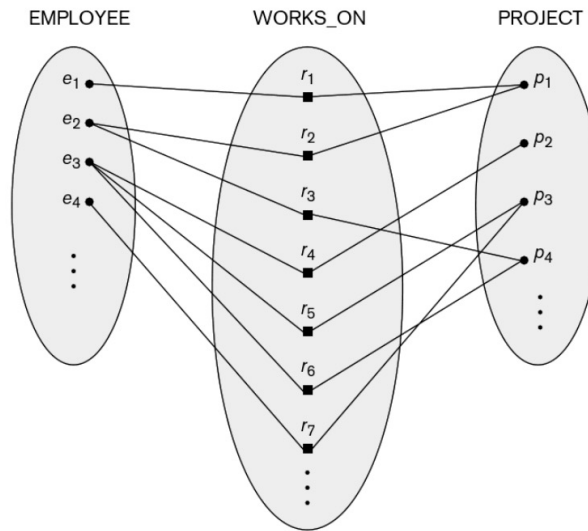 EMPLOYEE WORKS_ON PROJECT
e1 r1 p1
e2 r2 p2
e3 r3 p3
e4 r4 p4
r5
r6
r7